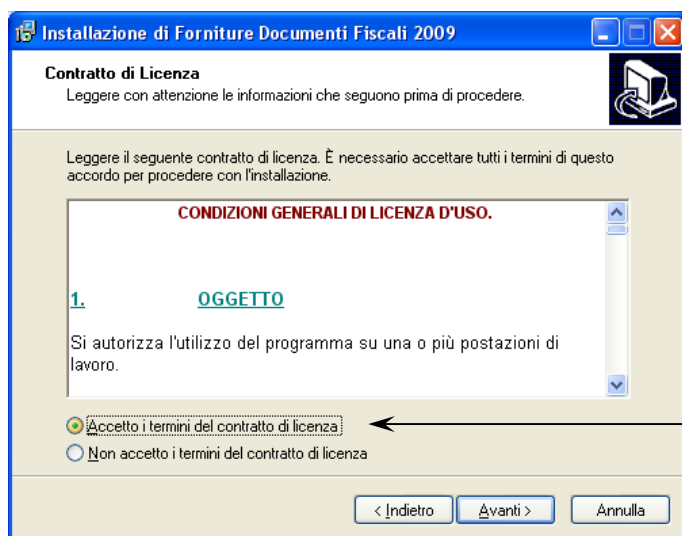 Installazione di Forniture Documenti Fiscali 2009
Contratto di Licenza
Leggere con attenzione le informazioni che seguono prima di procedere.
Leggere il seguente contratto di licenza. È necessario accettare tutti i termini di questo
accordo per procedere con l'installazione.
CONDIZIONI GENERALI DI LICENZA D'USO.
1. OGGETTO
Si autorizza l'utilizzo del programma su una o più postazioni di
lavoro.
Accetto i termini del contratto di licenza
Non accetto i termini del contratto di licenza
< Indietro Avanti > Annulla